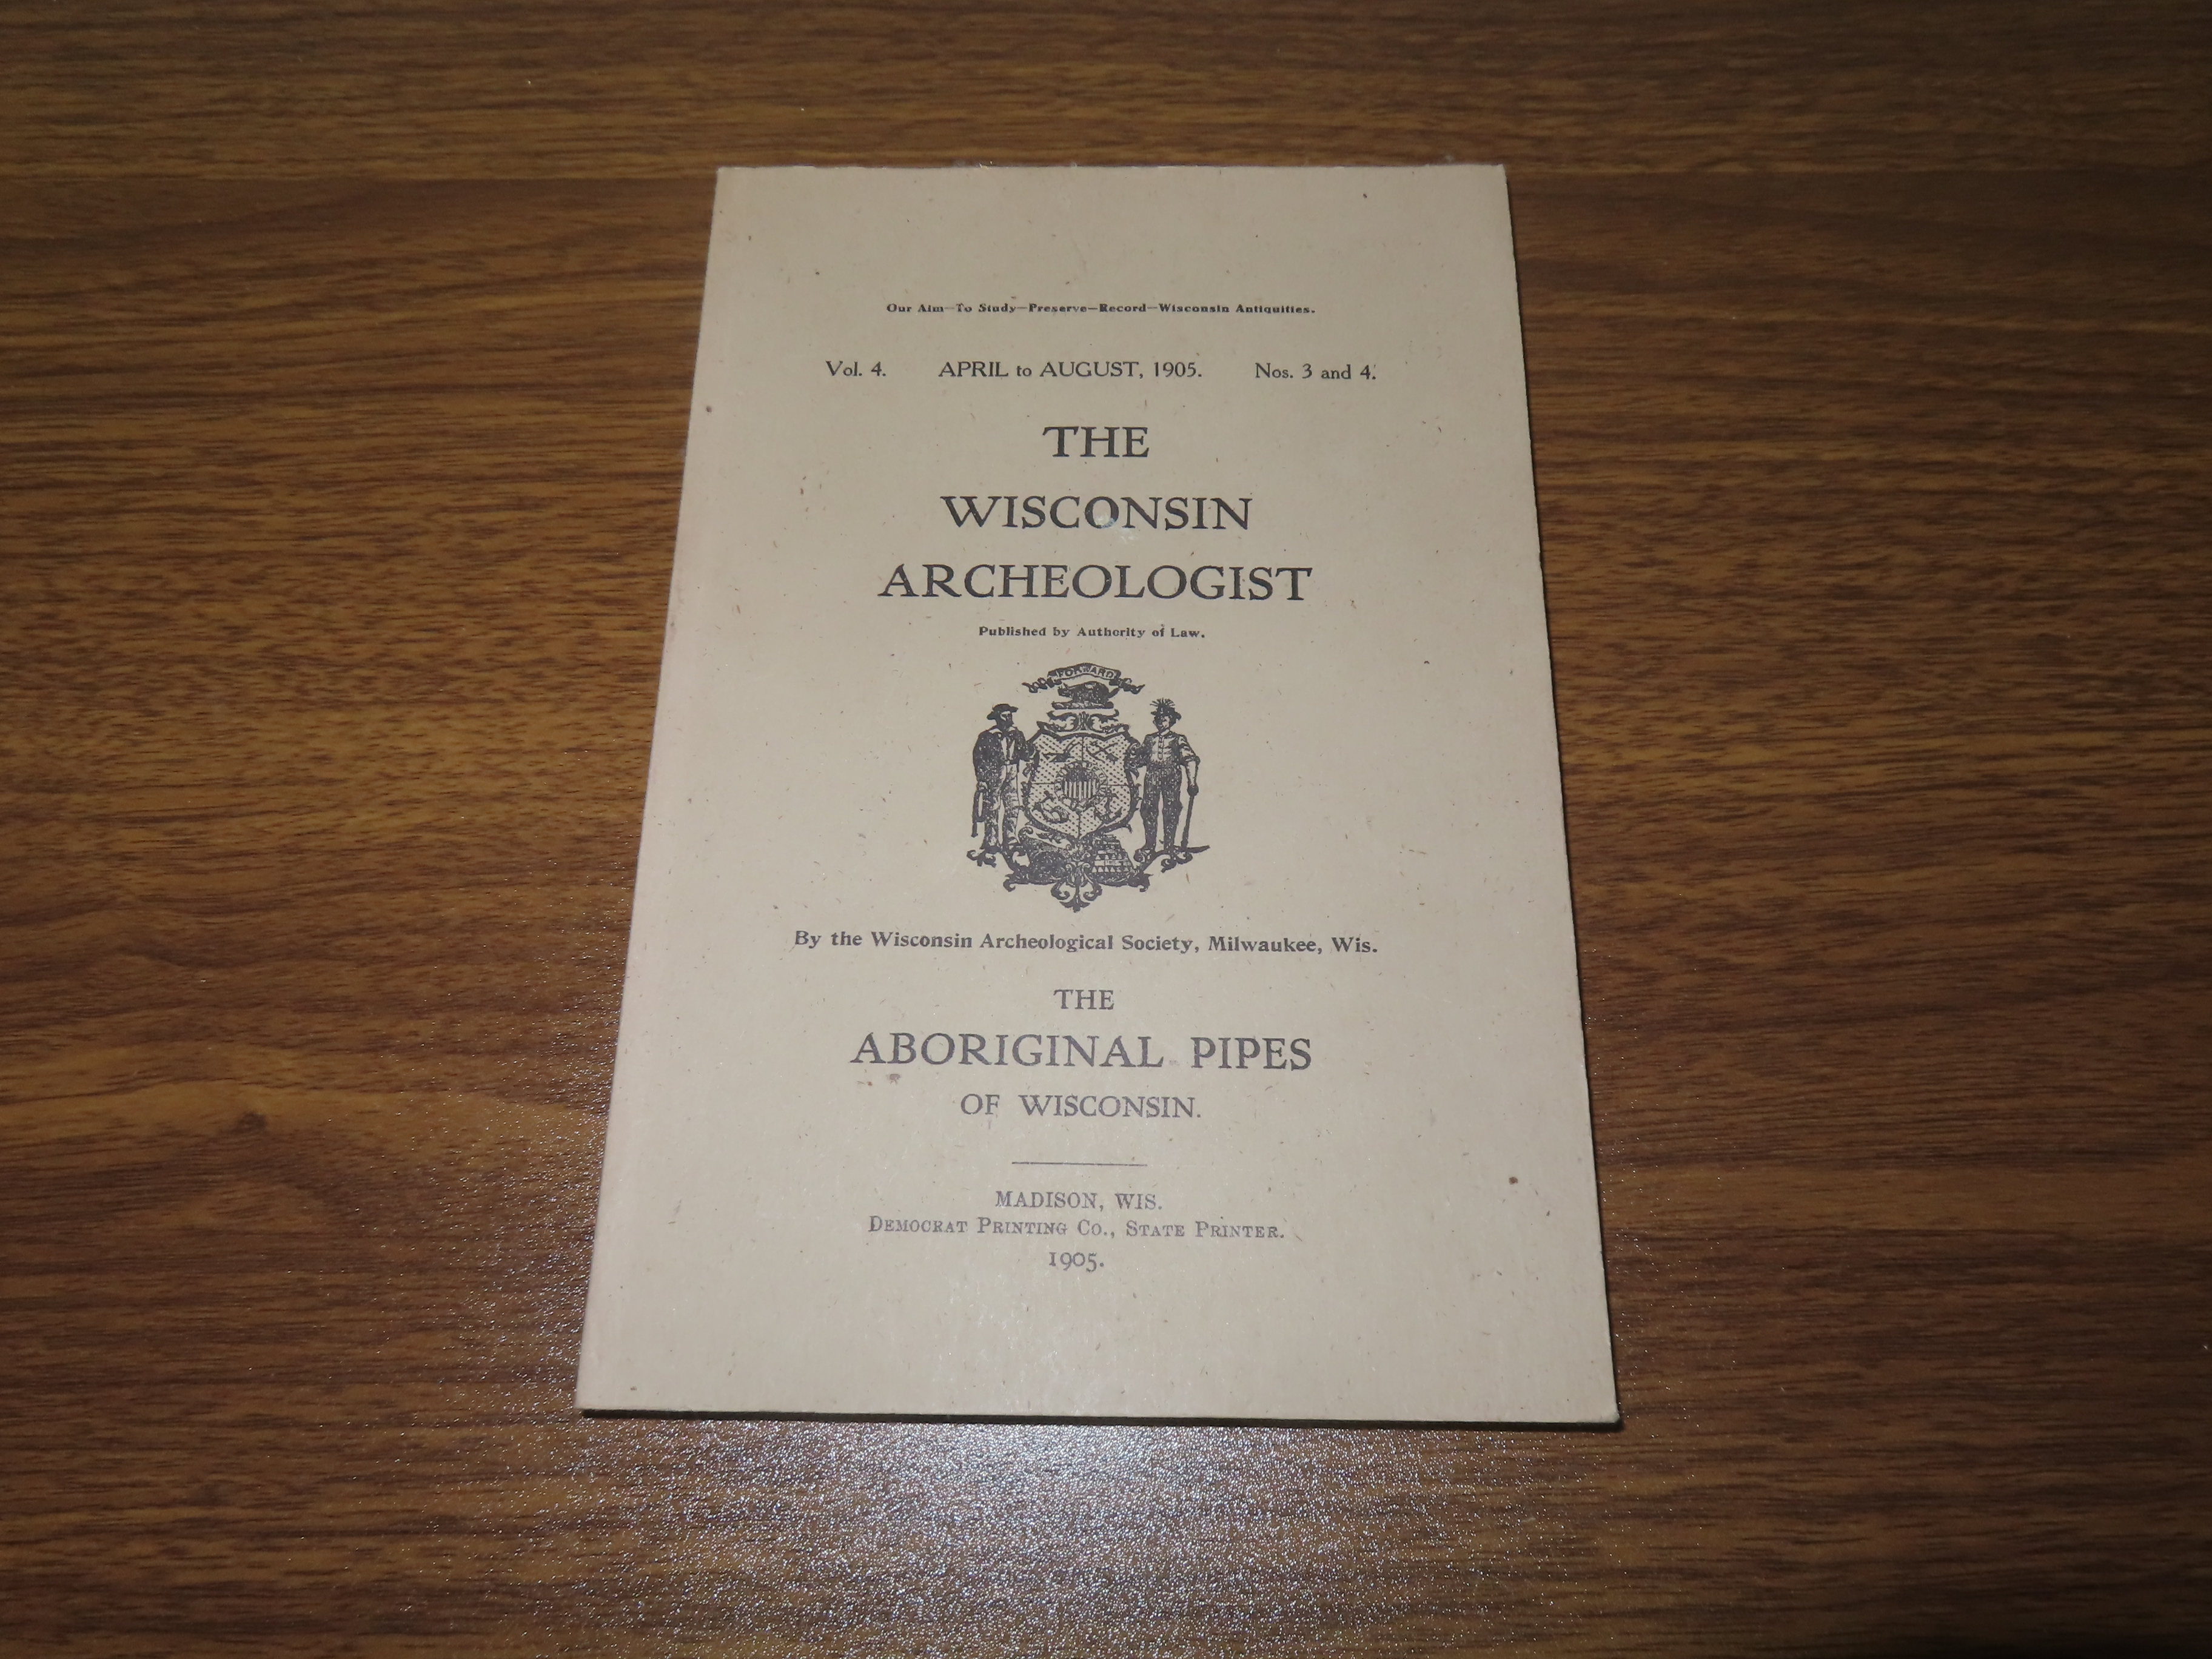 Our Aim—To Study—Preserve—Record—Wisconsin Antiquities.
Vol. 4. APRIL to AUGUST, 1905. Nos. 3 and 4.
THE
WISCONSIN
ARCHEOLOGIST
Published by Authority of Law.
FORWARD
By the Wisconsin Archeological Society, Milwaukee, Wis.
THE
ABORIGINAL PIPES
OF WISCONSIN.
MADISON, WIS.
DEMOCRAT PRINTING CO., STATE PRINTER.
1905.